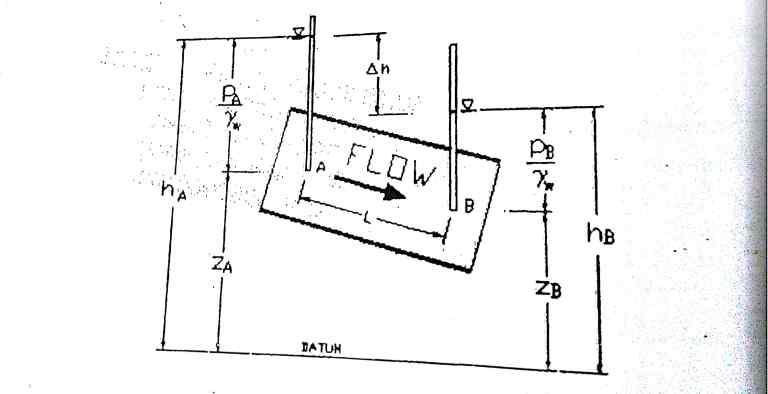 Δh
P_A
γ_w
FLOW
A
P_B
γ_w
h_A
B
L
h_B
Z_A
Z_B
DATUM